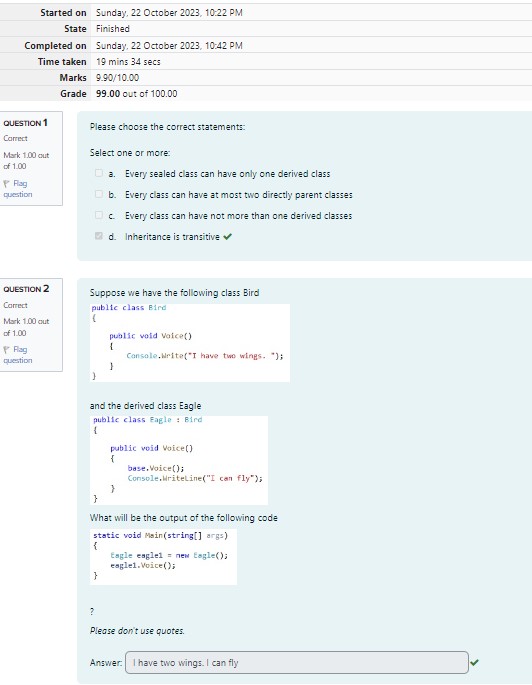 Started on Sunday, 22 October 2023, 10:22 PM
State Finished
Completed on Sunday, 22 October 2023, 10:42 PM
Time taken 19 mins 34 secs
Marks 9.90/10.00
Grade 99.00 out of 100.00
QUESTION 1
Correct
Mark 1.00 out
of 1.00
Flag
question
Please choose the correct statements:
Select one or more:
a. Every sealed class can have only one derived class
b. Every class can have at most two directly parent classes
c. Every class can have not more than one derived classes
d. Inheritance is transitive
QUESTION 2
Correct
Mark 1.00 out
of 1.00
Flag
question
Suppose we have the following class Bird
public class Bird
{
public void Voice()
{
Console.Write("I have two wings. ");
}
}
and the derived class Eagle
public class Eagle : Bird
{
public void Voice()
{
base.Voice();
Console.WriteLine("I can fly");
}
}
What will be the output of the following code
static void Main(string[] args)
{
Eagle eagle1 = new Eagle();
eagle1.Voice();
}
?
Please don't use quotes.
Answer: I have two wings. I can fly